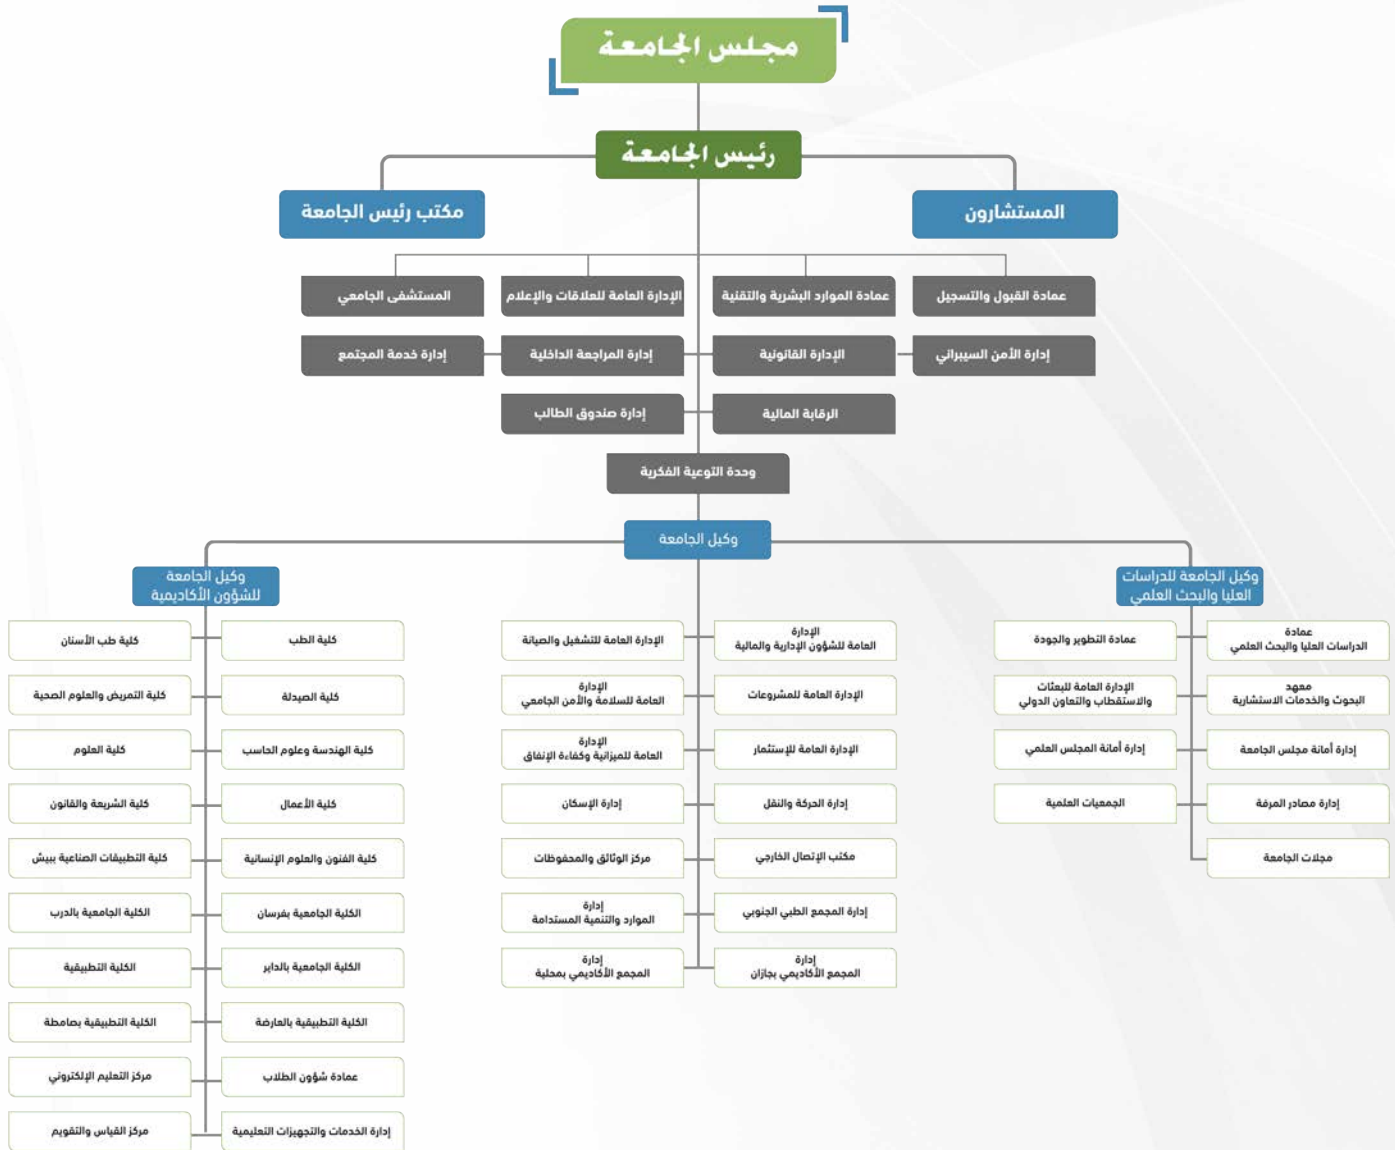 مجلس الجامعة
رئيس الجامعة
المستشارون
مكتب رئيس الجامعة
عمادة القبول والتسجيل
عمادة الموارد البشرية والتقنية
الإدارة العامة للعلاقات والإعلام
المستشفى الجامعي
إدارة الأمن السيبراني
الإدارة القانونية
إدارة المراجعة الداخلية
إدارة خدمة المجتمع
الرقابة المالية
إدارة صندوق الطالب
وحدة التوعية الفكرية
وكيل الجامعة
وكيل الجامعة للدراسات
العليا والبحث العلمي
عمادة
الدراسات العليا والبحث العلمي
عمادة التطوير والجودة
معهد
البحوث والخدمات الاستشارية
الإدارة العامة للبعثات
والاستقطاب والتعاون الدولي
إدارة أمانة مجلس الجامعة
إدارة أمانة المجلس العلمي
إدارة مصادر المرفة
الجمعيات العلمية
مجلات الجامعة
الإدارة
العامة للشؤون الإدارية والمالية
الإدارة العامة للتشغيل والصيانة
الإدارة العامة للمشروعات
الإدارة
العامة للسلامة والأمن الجامعي
الإدارة العامة للإستثمار
الإدارة
العامة للميزانية وكفاءة الإنفاق
إدارة الحركة والنقل
إدارة الإسكان
مكتب الإتصال الخارجي
مركز الوثائق والمحفوظات
إدارة المجمع الطبي الجنوبي
إدارة
الموارد والتنمية المستدامة
إدارة
المجمع الأكاديمي بجازان
إدارة
المجمع الأكاديمي بمحلية
وكيل الجامعة
للشؤون الأكاديمية
كلية الطب
كلية طب الأسنان
كلية الصيدلة
كلية التمريض والعلوم الصحية
كلية الهندسة وعلوم الحاسب
كلية العلوم
كلية الأعمال
كلية الشريعة والقانون
كلية الفنون والعلوم الإنسانية
كلية التطبيقات الصناعية ببيش
الكلية الجامعية بفرسان
الكلية الجامعية بالدرب
الكلية الجامعية بالداير
الكلية التطبيقية
الكلية التطبيقية بالعارضة
الكلية التطبيقية بصامطة
عمادة شؤون الطلاب
مركز التعليم الإلكتروني
إدارة الخدمات والتجهيزات التعليمية
مركز القياس والتقويم